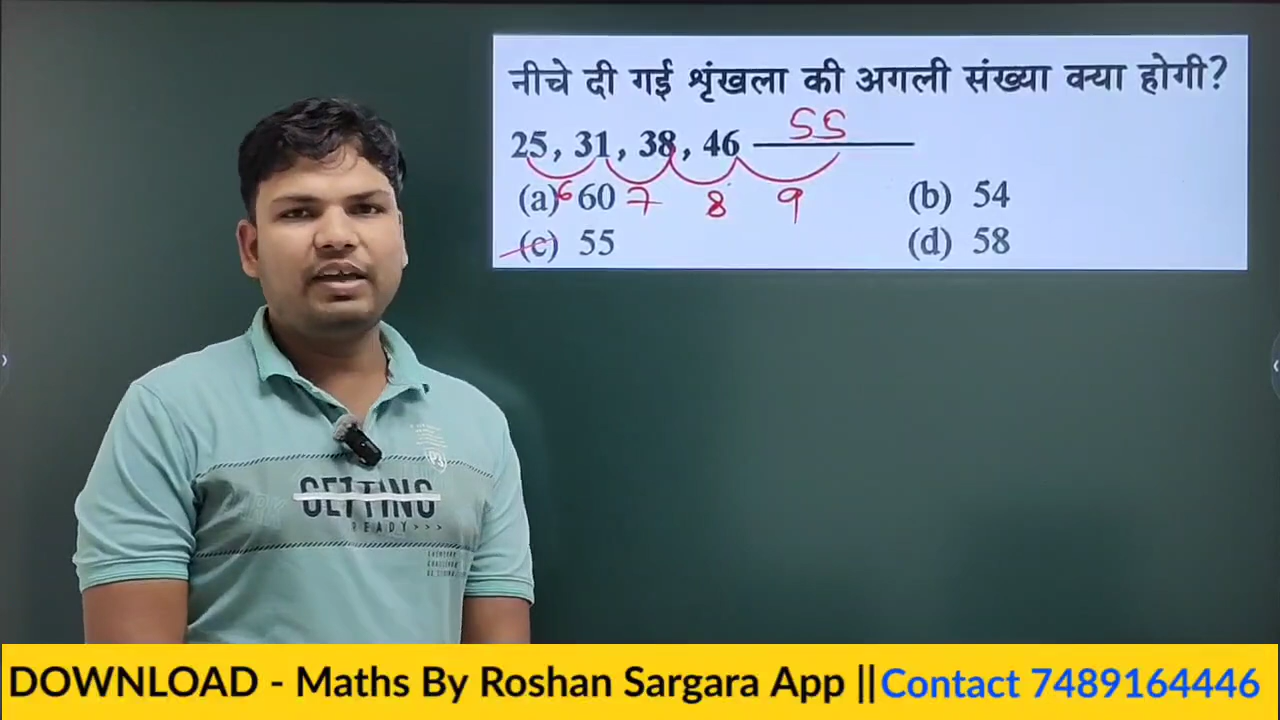 नीचे दी गई शृंखला की अगली संख्या क्या होगी?
25, 31, 38, 46 55
6 7 8 9
(a) 60 (b) 54
(c) 55 (d) 58
GETTING
READY>>>
DOWNLOAD - Maths By Roshan Sargara App || Contact 7489164446